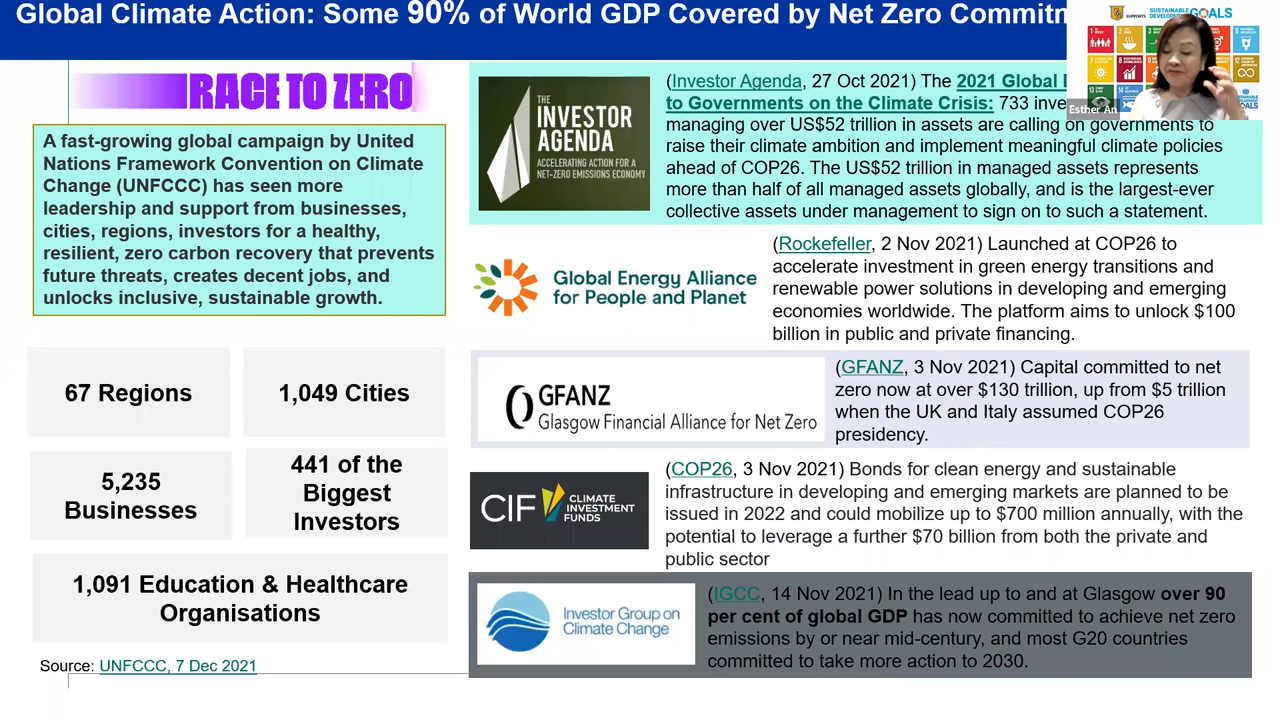 Global Climate Action: Some 90% of World GDP Covered by Net Zero
SUPPORTS
SUSTAINABLE DEVELOPMENT GOALS
Esther An
RACE TO ZERO
A fast-growing global campaign by United
Nations Framework Convention on Climate
Change (UNFCCC) has seen more
leadership and support from businesses,
cities, regions, investors for a healthy,
resilient, zero carbon recovery that prevents
future threats, creates decent jobs, and
unlocks inclusive, sustainable growth.
67 Regions
1,049 Cities
5,235
Businesses
441 of the
Biggest
Investors
1,091 Education & Healthcare
Organisations
Source: UNFCCC, 7 Dec 2021
THE
INVESTOR
AGENDA
ACCELERATING ACTION FOR A
NET-ZERO EMISSIONS ECONOMY
(Investor Agenda, 27 Oct 2021) The 2021 Global
to Governments on the Climate Crisis: 733
managing over US$52 trillion in assets are calling on governments to
raise their climate ambition and implement meaningful climate policies
ahead of COP26. The US$52 trillion in managed assets represents
more than half of all managed assets globally, and is the largest-ever
collective assets under management to sign on to such a statement.
Global Energy Alliance
for People and Planet
(Rockefeller, 2 Nov 2021) Launched at COP26 to
accelerate investment in green energy transitions and
renewable power solutions in developing and emerging
economies worldwide. The platform aims to unlock $100
billion in public and private financing.
GFANZ
Glasgow Financial Alliance for Net Zero
(GFANZ, 3 Nov 2021) Capital committed to net
zero now at over $130 trillion, up from $5 trillion
when the UK and Italy assumed COP26
presidency.
CIF
CLIMATE
INVESTMENT
FUNDS
(COP26, 3 Nov 2021) Bonds for clean energy and sustainable
infrastructure in developing and emerging markets are planned to be
issued in 2022 and could mobilize up to $700 million annually, with the
potential to leverage a further $70 billion from both the private and
public sector
Investor Group on
Climate Change
(IGCC, 14 Nov 2021) In the lead up to and at Glasgow over 90
per cent of global GDP has now committed to achieve net zero
emissions by or near mid-century, and most G20 countries
committed to take more action to 2030.